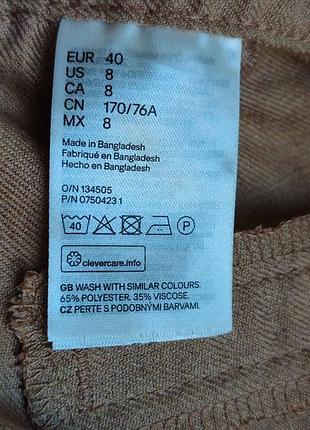 EUR 40
US 8
CA 8
CN 170/76A
MX 8
Made in Bangladesh
Fabriqué en Bangladesh
Hecho en Bangladesh
O/N 134505
P/N 0750423 1
40 P
clevercare.info
GB WASH WITH SIMILAR COLOURS.
65% POLYESTER, 35% VISCOSE.
CZ PERTE S PODOBNÝMI BARVAMI.